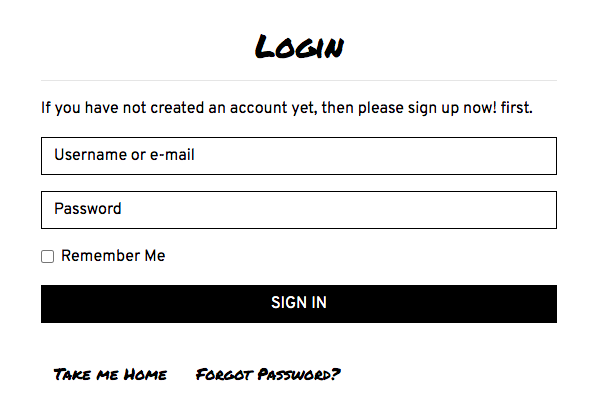 Login
If you have not created an account yet, then please sign up now! first.
Username or e-mail
Password
Remember Me
SIGN IN
Take me Home Forgot Password?